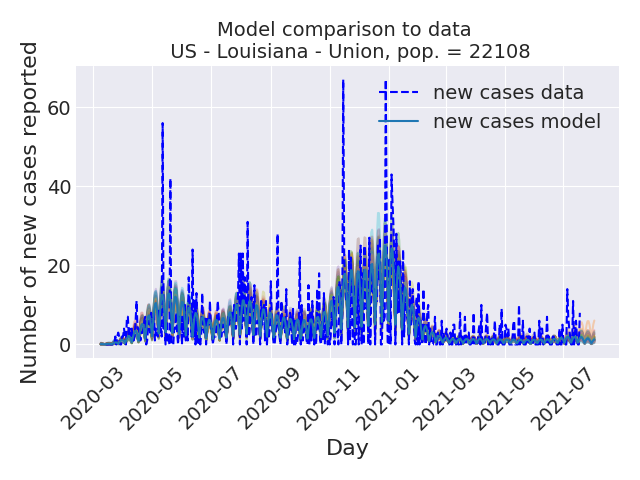 Model comparison to data
US - Louisiana - Union, pop. = 22108
Number of new cases reported
60
40
20
0
new cases data
new cases model
2020-03
2020-05
2020-07
2020-09
2020-11
2021-01
2021-03
2021-05
2021-07
Day